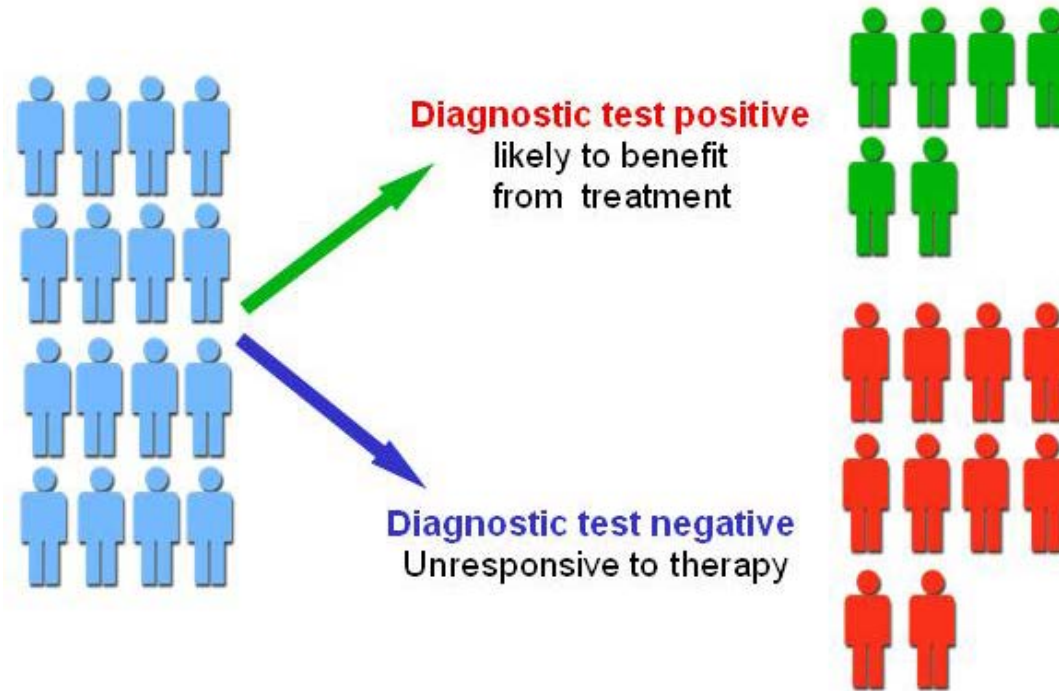 Diagnostic test positive
likely to benefit
from treatment
Diagnostic test negative
Unresponsive to therapy